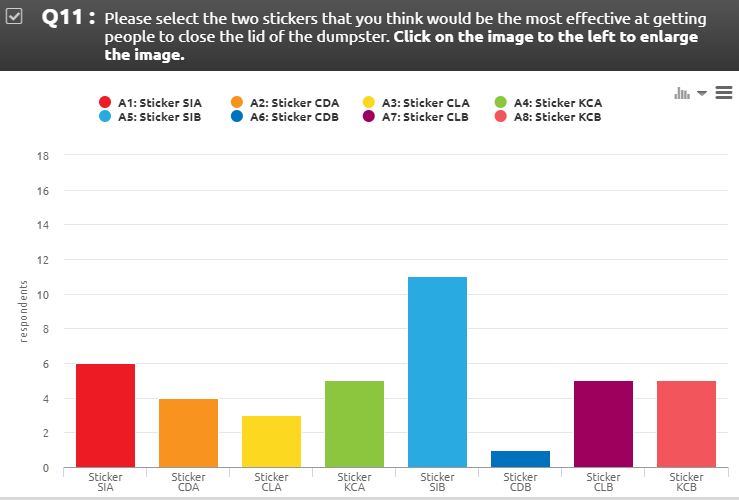 Q11 : Please select the two stickers that you think would be the most effective at getting
people to close the lid of the dumpster. Click on the image to the left to enlarge
the image.
A1: Sticker SIA A2: Sticker CDA A3: Sticker CLA A4: Sticker KCA
A5: Sticker SIB A6: Sticker CDB A7: Sticker CLB A8: Sticker KCB
18
16
14
12
10
8
6
4
2
0
respondents
Sticker Sticker Sticker Sticker Sticker Sticker Sticker Sticker
SIA CDA CLA KCA SIB CDB CLB KCB